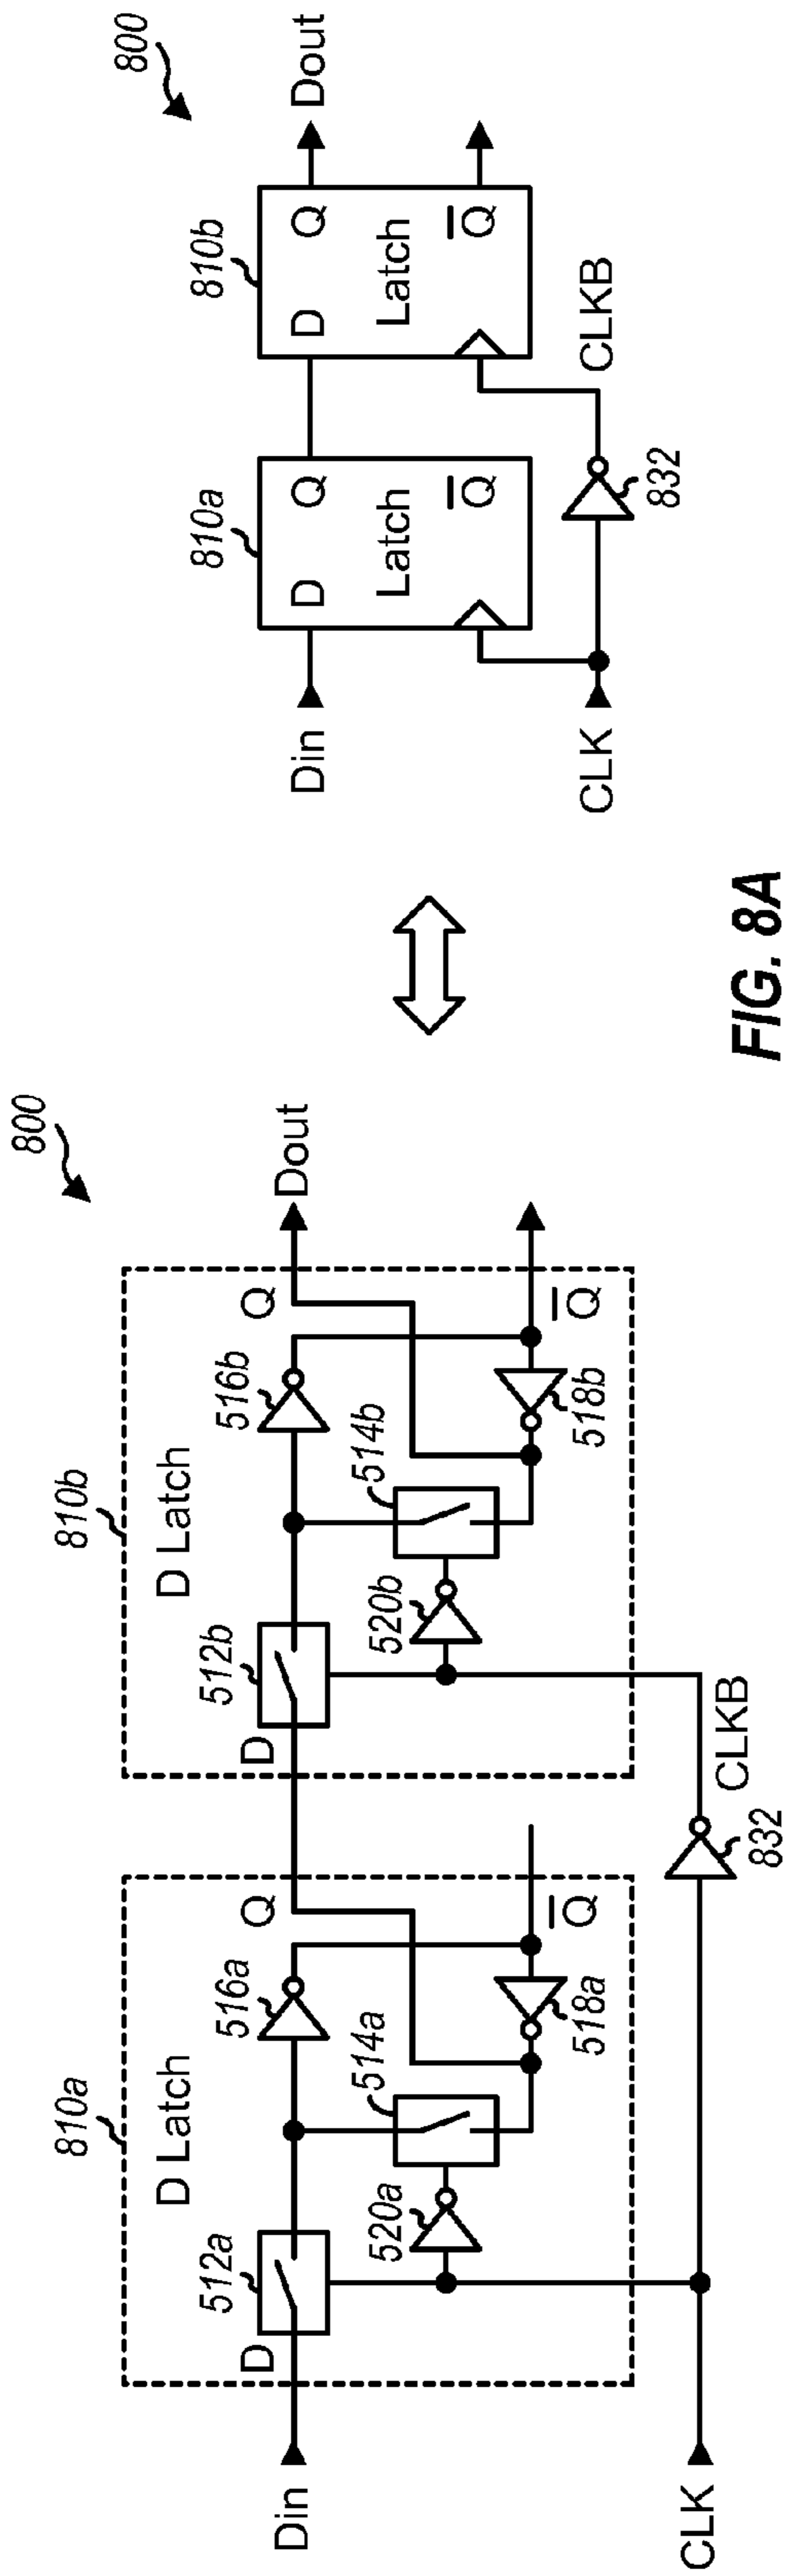 800
810a
810b
D Latch
D Latch
512a
516a
512b
516b
D
Q
D
Q
Din
Dout
520a
514a
520b
514b
518a
Q
518b
Q
CLK
832
CLKB
800
810a
810b
Din
D
Q
D
Q
Dout
Latch
Latch
Q
Q
CLK
832
CLKB
FIG. 8A